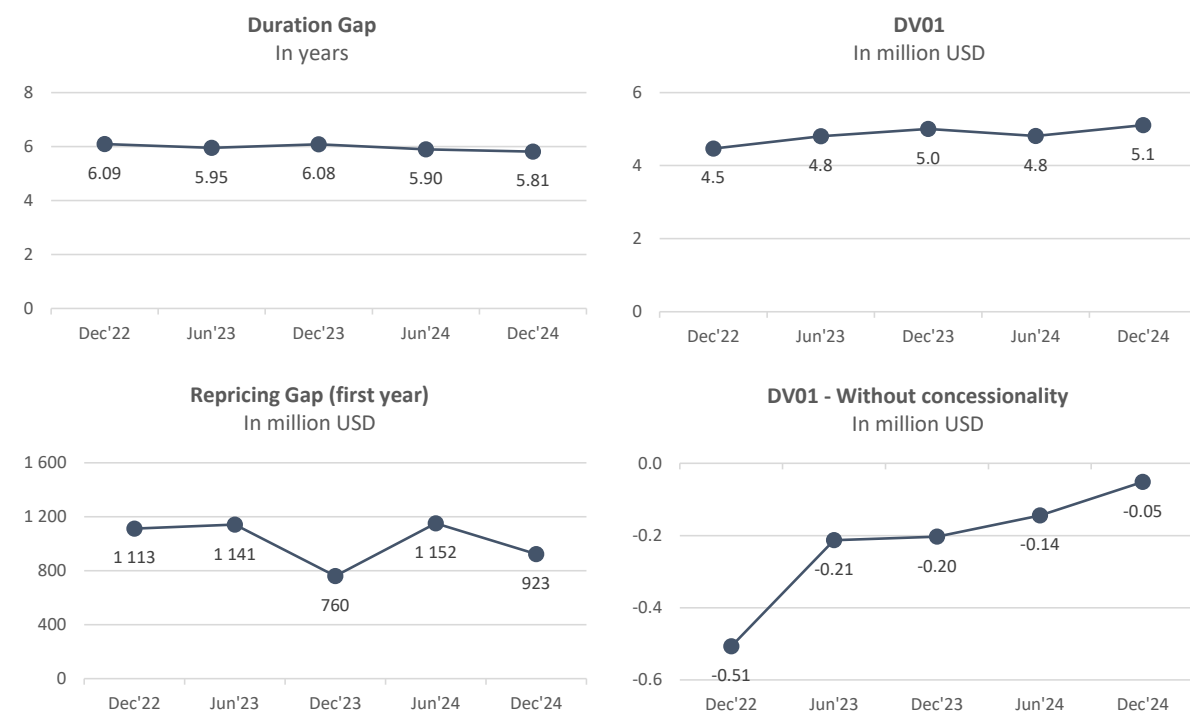 Duration Gap
In years
8
6
4
2
0
6.09
5.95
6.08
5.90
5.81
Dec'22
Jun'23
Dec'23
Jun'24
Dec'24
DV01
In million USD
6
4
2
0
4.5
4.8
5.0
4.8
5.1
Dec'22
Jun'23
Dec'23
Jun'24
Dec'24
Repricing Gap (first year)
In million USD
1 600
1 200
800
400
0
1 113
1 141
760
1 152
923
Dec'22
Jun'23
Dec'23
Jun'24
Dec'24
DV01 - Without concessionality
In million USD
0.0
-0.2
-0.4
-0.6
-0.51
-0.21
-0.20
-0.14
-0.05
Dec'22
Jun'23
Dec'23
Jun'24
Dec'24